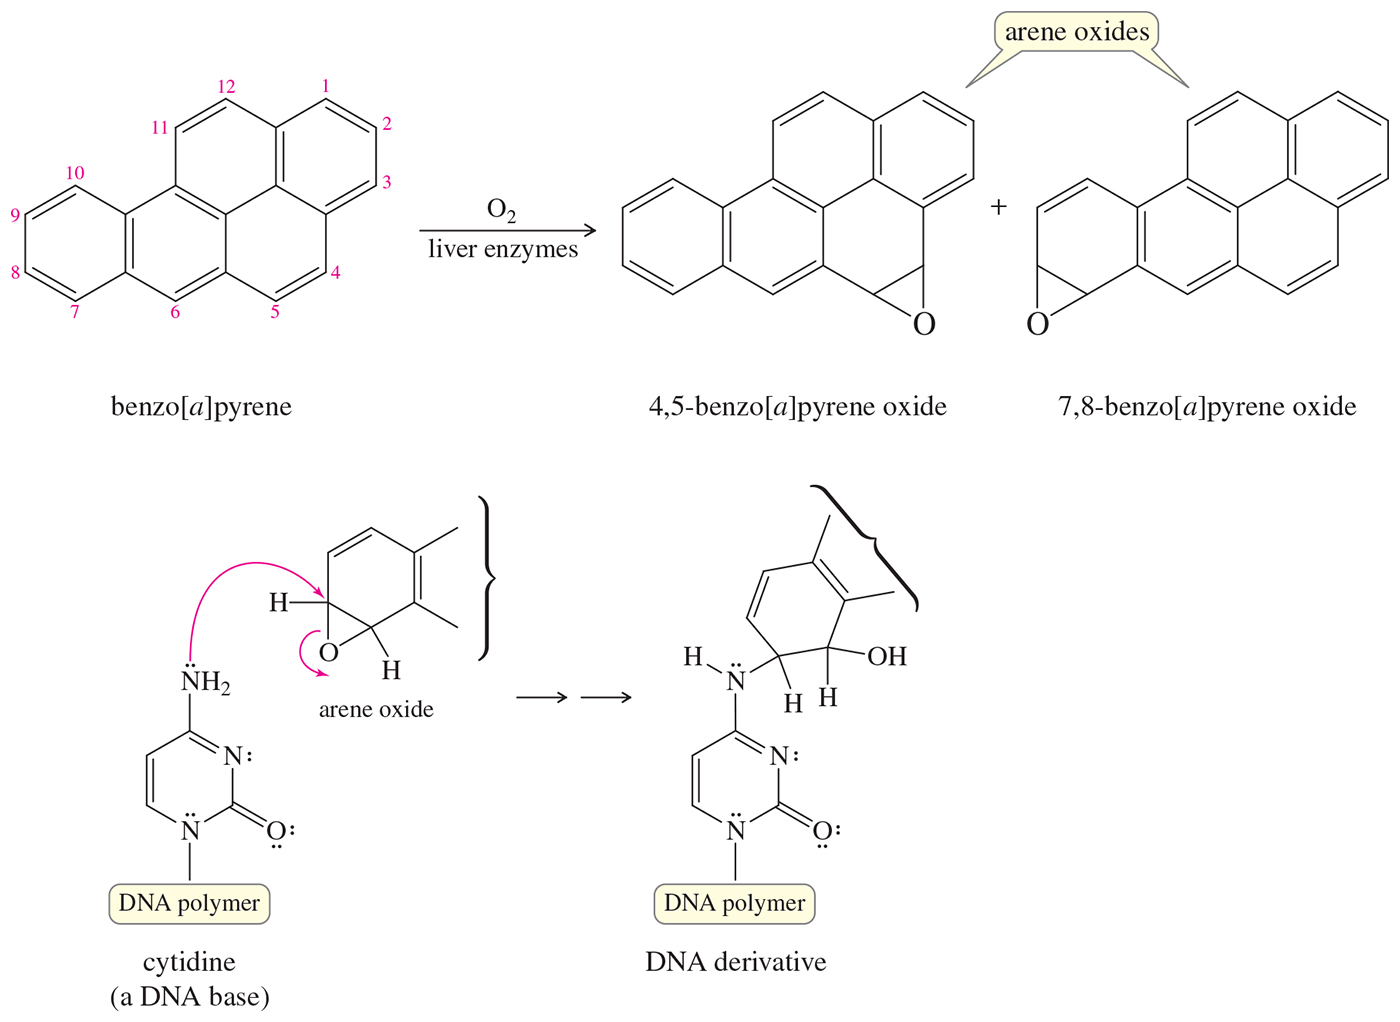 arene oxides
12
1
11
2
10
3
9
8
4
7
6
5
O₂
liver enzymes
+
O
O
benzo[a]pyrene
4,5-benzo[a]pyrene oxide
7,8-benzo[a]pyrene oxide
H
O
H
arene oxide
N̈H₂
N:
N̈
Ö:
DNA polymer
cytidine
(a DNA base)
H
N̈
H
H
OH
N:
N̈
Ö:
DNA polymer
DNA derivative